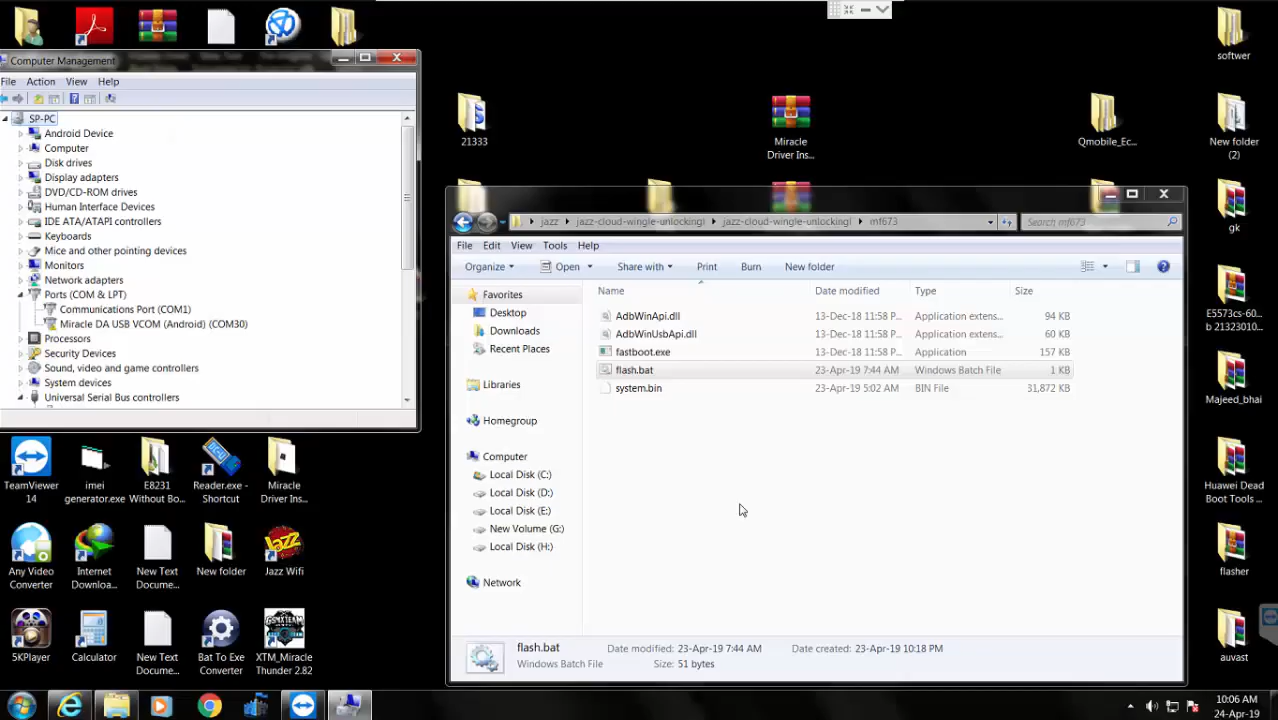 softwer
Computer Management
File Action View Help
SP-PC
Android Device
Computer
Disk drives
Display adapters
DVD/CD-ROM drives
Human Interface Devices
IDE ATA/ATAPI controllers
Keyboards
Mice and other pointing devices
Monitors
Network adapters
Ports (COM & LPT)
Communications Port (COM1)
Miracle DA USB VCOM (Android) (COM30)
Processors
Security Devices
Sound, video and game controllers
System devices
Universal Serial Bus controllers
21333
Miracle
Driver Ins...
Qmobile_Ec...
New folder
(2)
jazz
jazz-cloud-wingle-unlocking!
jazz-cloud-wingle-unlocking!
mf673
Search mf673
File Edit View Tools Help
Organize Open Share with Print Burn New folder
Favorites
Desktop
Downloads
Recent Places
Libraries
Homegroup
Computer
Local Disk (C:)
Local Disk (D:)
Local Disk (E:)
New Volume (G:)
Local Disk (H:)
Network
Name Date modified Type Size
AdbWinApi.dll 13-Dec-18 11:58 P... Application extens... 94 KB
AdbWinUsbApi.dll 13-Dec-18 11:58 P... Application extens... 60 KB
fastboot.exe 13-Dec-18 11:58 P... Application 157 KB
flash.bat 23-Apr-19 7:44 AM Windows Batch File 1 KB
system.bin 23-Apr-19 5:02 AM BIN File 31,872 KB
flash.bat Date modified: 23-Apr-19 7:44 AM Date created: 23-Apr-19 10:18 PM
Windows Batch File Size: 51 bytes
gk
E5573cs-60...
b 21323010...
Majeed_bhai
Huawei Dead
Boot Tools ...
flasher
auvast
TeamViewer
14
imei
generator.exe
E8231
Without Bo...
Reader.exe -
Shortcut
Miracle
Driver Ins...
Any Video
Converter
Internet
Downloa...
New Text
Docume...
New folder
Jazz Wifi
5KPlayer
Calculator
New Text
Docume...
Bat To Exe
Converter
XTM_Miracle
Thunder 2.82
10:06 AM
24-Apr-19